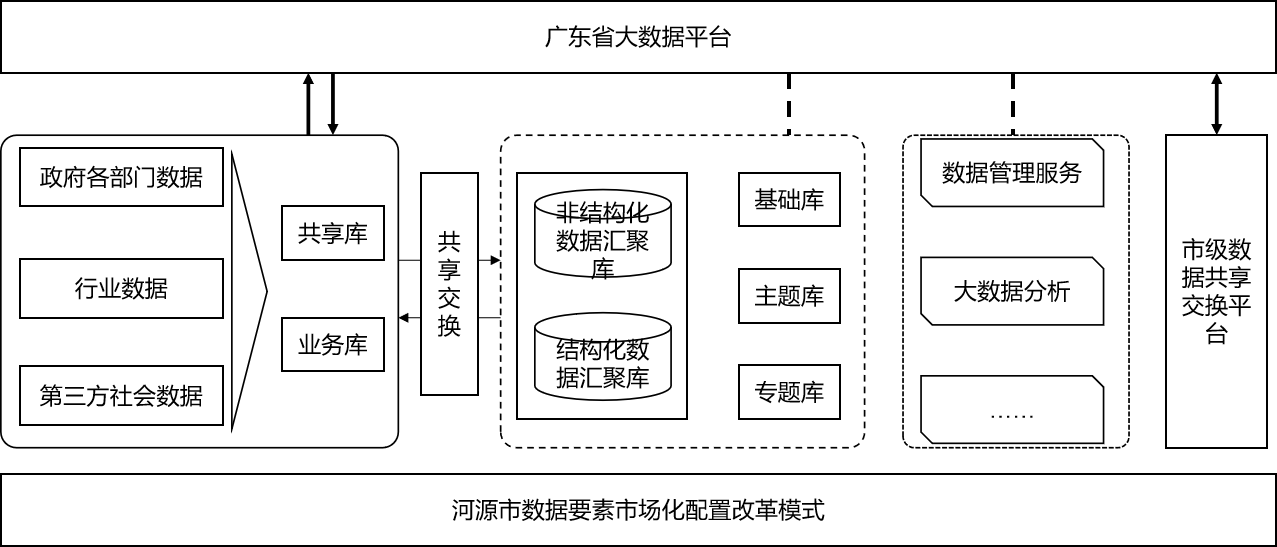 广东省大数据平台
政府各部门数据
行业数据
第三方社会数据
共享库
业务库
共
享
交
换
非结构化
数据汇聚
库
结构化数
据汇聚库
基础库
主题库
专题库
数据管理服务
大数据分析
……
市级数
据共享
交换平
台
河源市数据要素市场化配置改革模式